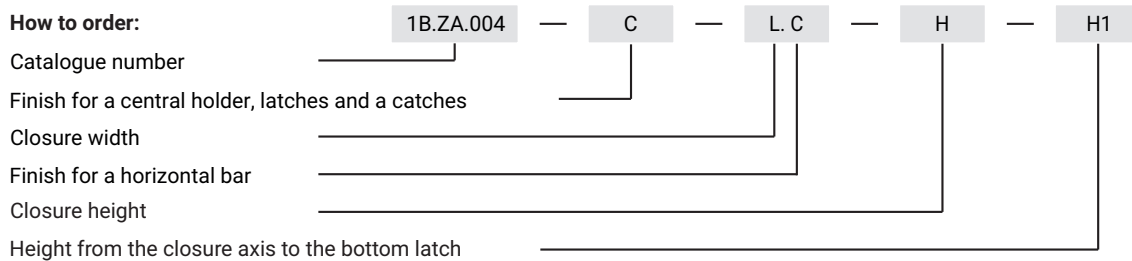 How to order: 1B.ZA.004 — C — L. C — H — H1
Catalogue number
Finish for a central holder, latches and a catches
Closure width
Finish for a horizontal bar
Closure height
Height from the closure axis to the bottom latch